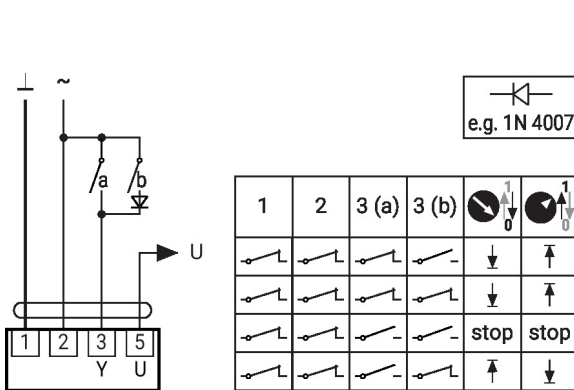 ⊥ ~
e.g. 1N 4007
a b
1 2 3 (a) 3 (b) 1 0 1 0
U
stop stop
1 2 3 5
Y U